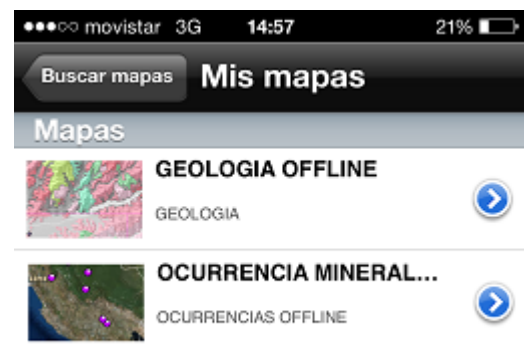 movistar 3G 14:57 21%
Buscar mapas Mis mapas
Mapas
GEOLOGIA OFFLINE
GEOLOGIA
OCURRENCIA MINERAL...
OCURRENCIAS OFFLINE